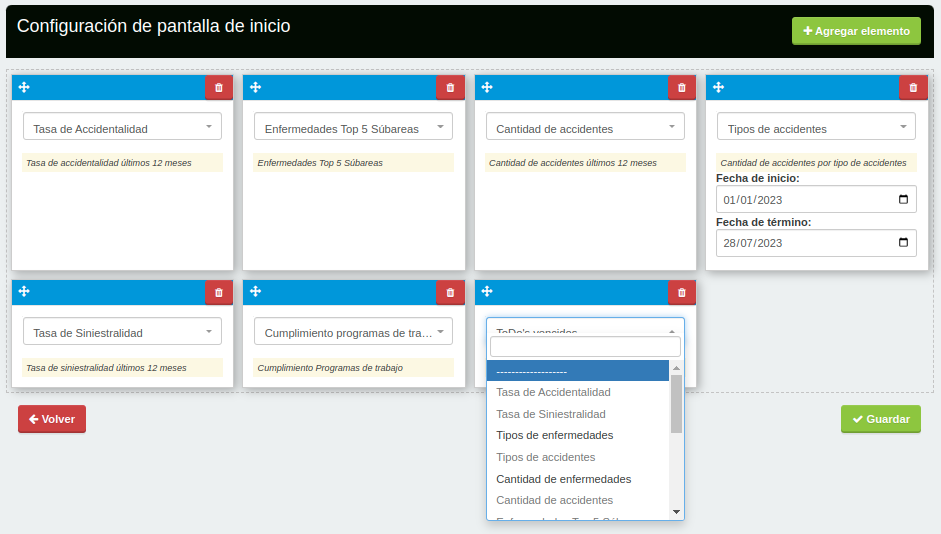 Configuración de pantalla de inicio
Agregar elemento
Tasa de Accidentalidad
Tasa de accidentalidad últimos 12 meses
Enfermedades Top 5 Súbareas
Enfermedades Top 5 Súbareas
Cantidad de accidentes
Cantidad de accidentes últimos 12 meses
Tipos de accidentes
Cantidad de accidentes por tipo de accidentes
Fecha de inicio:
01/01/2023
Fecha de término:
28/07/2023
Tasa de Siniestralidad
Tasa de siniestralidad últimos 12 meses
Cumplimiento programas de tra...
Cumplimiento Programas de trabajo
ToDo's vencidos
-------------------
Tasa de Accidentalidad
Tasa de Siniestralidad
Tipos de enfermedades
Tipos de accidentes
Cantidad de enfermedades
Cantidad de accidentes
Enfermedades Top 5 Súb
Volver
Guardar